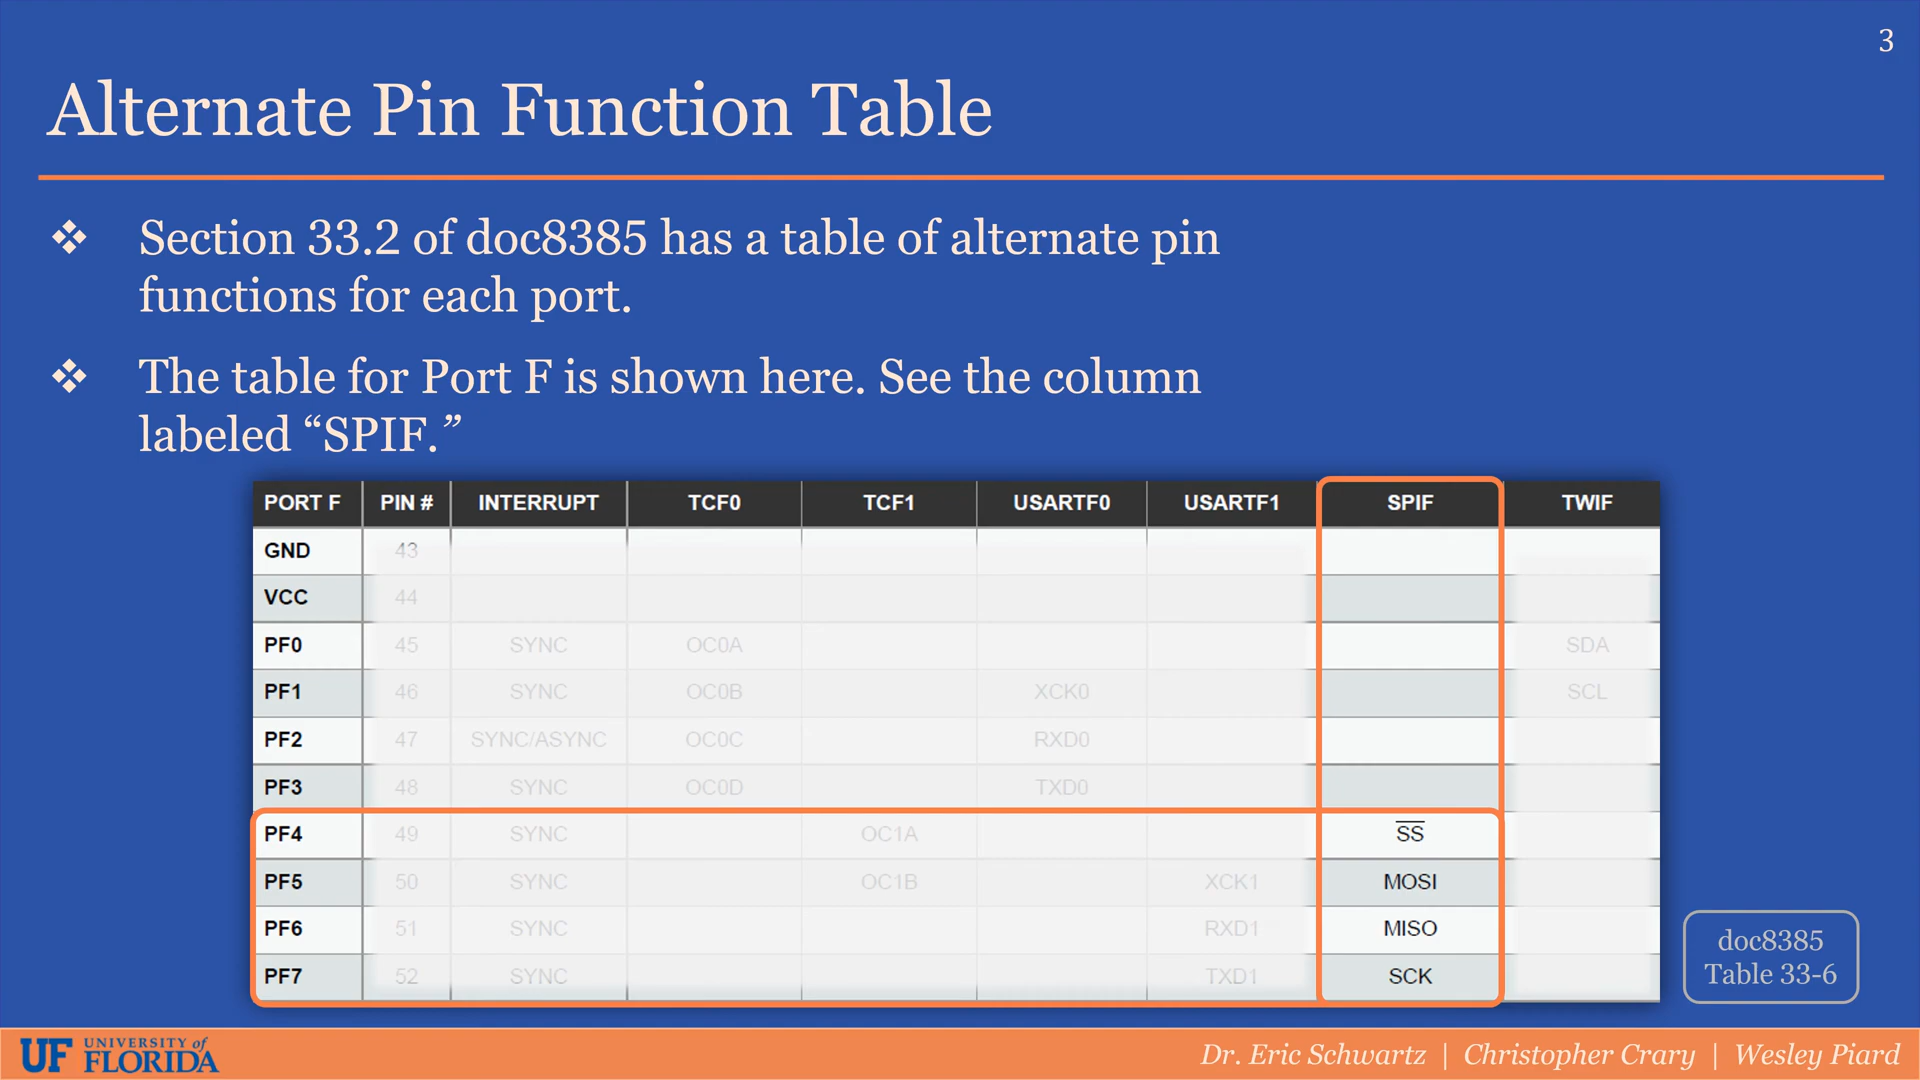 3
Alternate Pin Function Table
❖ Section 33.2 of doc8385 has a table of alternate pin
functions for each port.
❖ The table for Port F is shown here. See the column
labeled “SPIF.”
PORT F PIN # INTERRUPT TCF0 TCF1 USARTF0 USARTF1 SPIF TWIF
GND 43
VCC 44
PF0 45 SYNC OC0A SDA
PF1 46 SYNC OC0B XCK0 SCL
PF2 47 SYNC/ASYNC OC0C RXD0
PF3 48 SYNC OC0D TXD0
PF4 49 SYNC OC1A S̅S̅
PF5 50 SYNC OC1B XCK1 MOSI
PF6 51 SYNC RXD1 MISO
PF7 52 SYNC TXD1 SCK
doc8385
Table 33-6
UF UNIVERSITY of
FLORIDA
Dr. Eric Schwartz | Christopher Crary | Wesley Piard